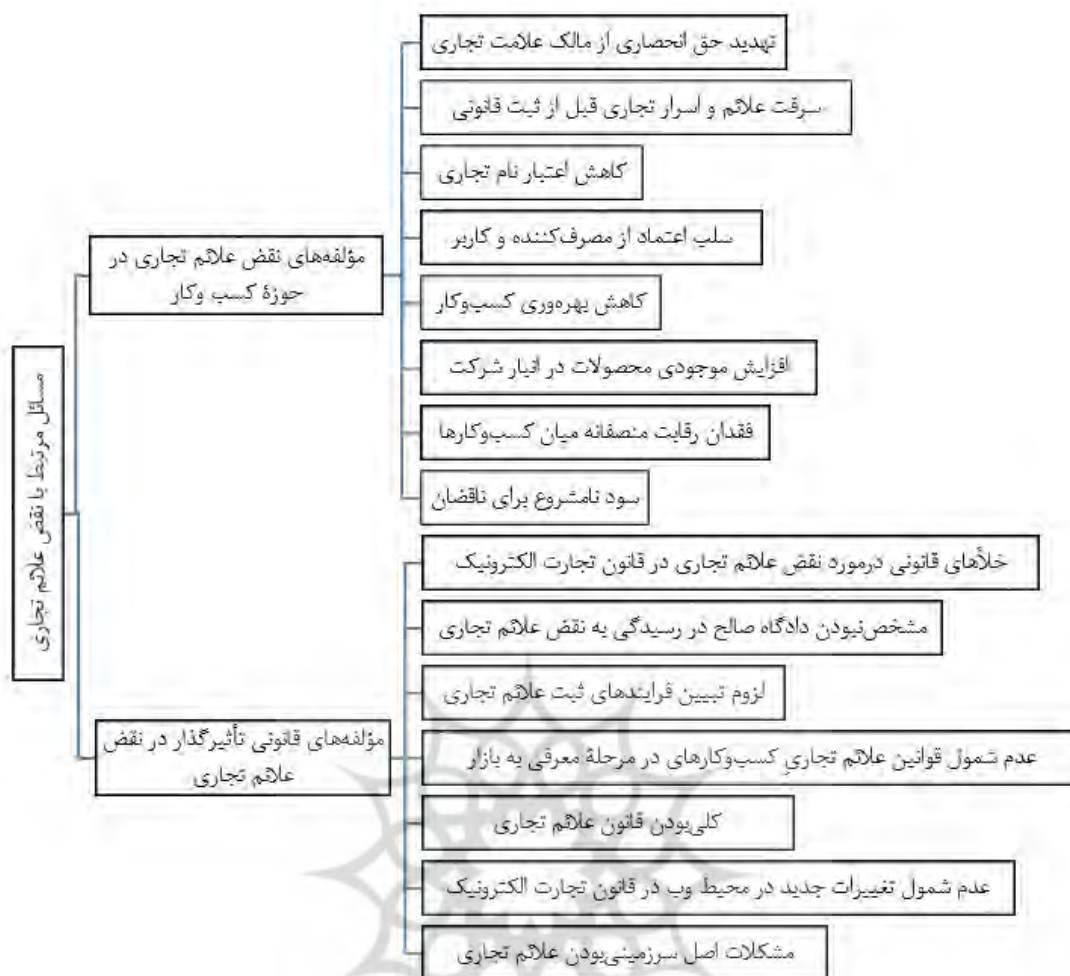 مسائل مرتبط با نقض علائم تجاری
مؤلفه‌های نقض علائم تجاری در
حوزهٔ کسب وکار
تهدید حق انحصاری از مالک علامت تجاری
سرقت علائم و اسرار تجاری قبل از ثبت قانونی
کاهش اعتبار نام تجاری
سلب اعتماد از مصرف‌کننده و کاربر
کاهش بهره‌وری کسب‌وکار
افزایش موجودی محصولات در انبار شرکت
فقدان رقابت منصفانه میان کسب‌وکارها
سود نامشروع برای ناقضان
مؤلفه‌های قانونی تأثیرگذار در نقض
علائم تجاری
خلأهای قانونی درمورد نقض علائم تجاری در قانون تجارت الکترونیک
مشخص‌نبودن دادگاه صالح در رسیدگی به نقض علائم تجاری
لزوم تبیین فرایندهای ثبت علائم تجاری
عدم شمول قوانین علائم تجاریِ کسب‌وکارهای در مرحلهٔ معرفی به بازار
کلی‌بودن قانون علائم تجاری
عدم شمول تغییرات جدید در محیط وب در قانون تجارت الکترونیک
مشکلات اصل سرزمینی‌بودن علائم تجاری